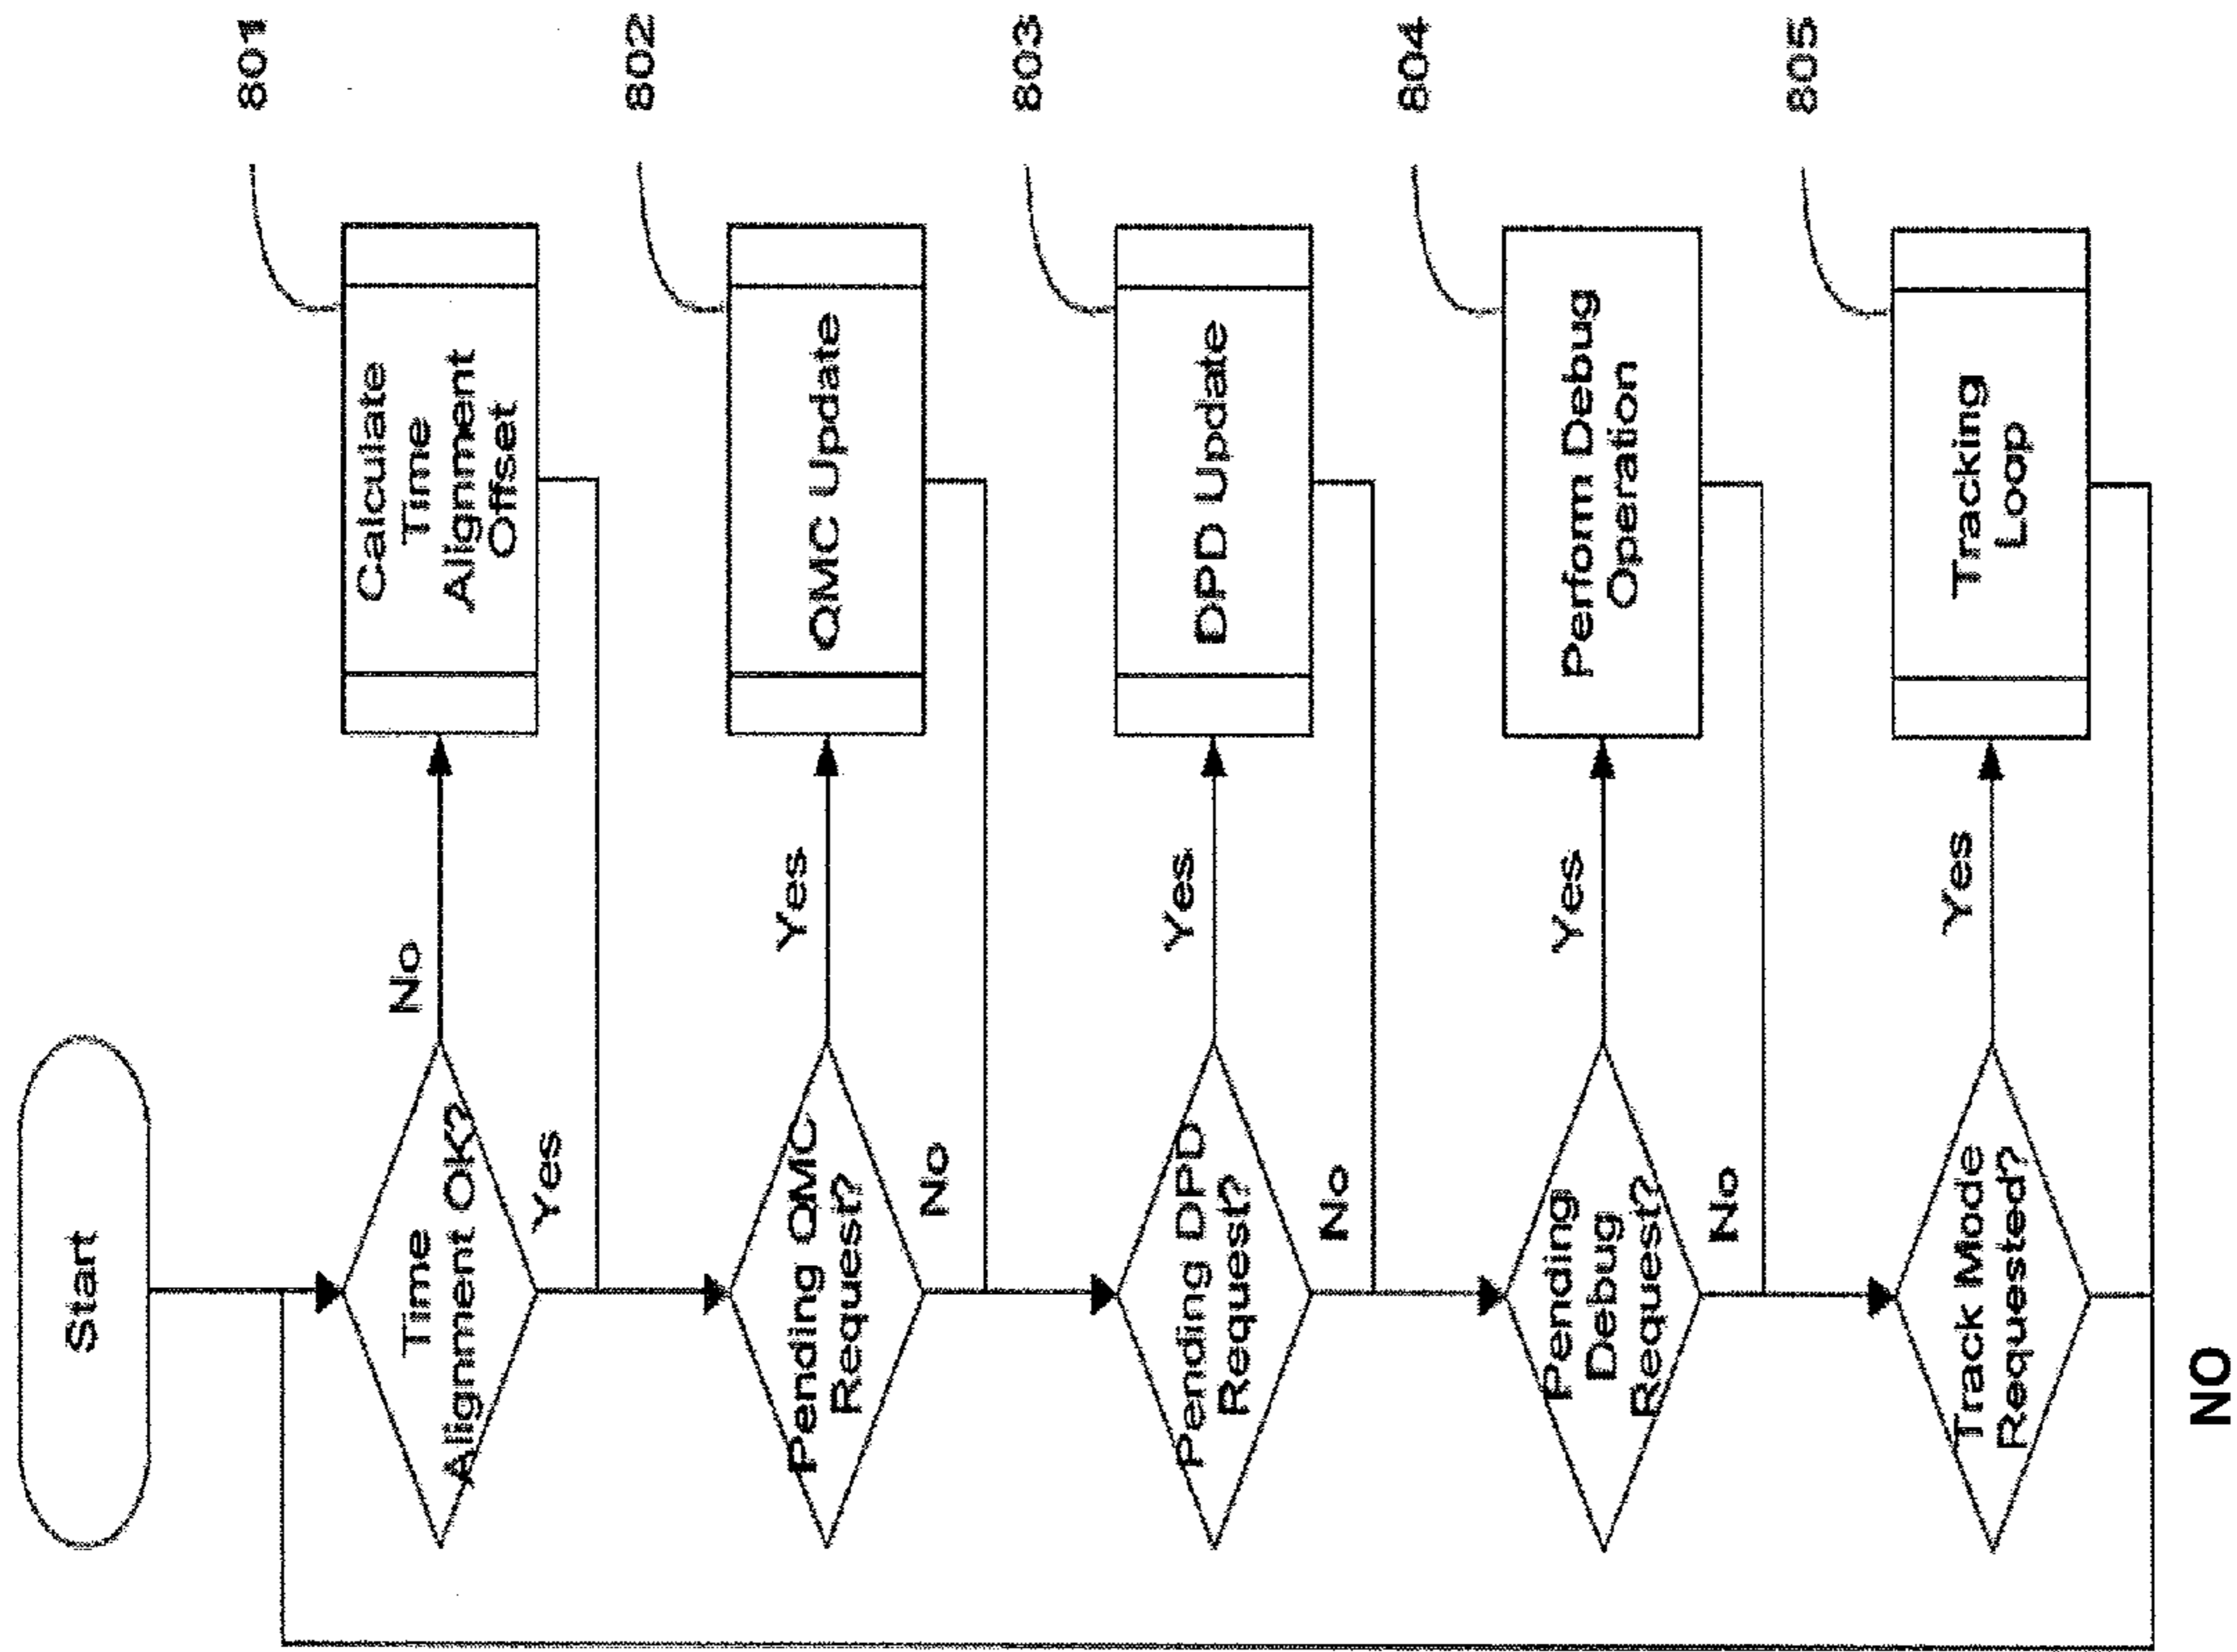 Start
Time
Alignment OK?
No
Yes
Calculate
Time
Alignment
Offset
801
Pending QMC
Request?
Yes
No
QMC Update
802
Pending DPD
Request?
Yes
No
DPD Update
803
Pending
Debug
Request?
Yes
No
Perform Debug
Operation
804
Track Mode
Requested?
Yes
NO
Tracking
Loop
805